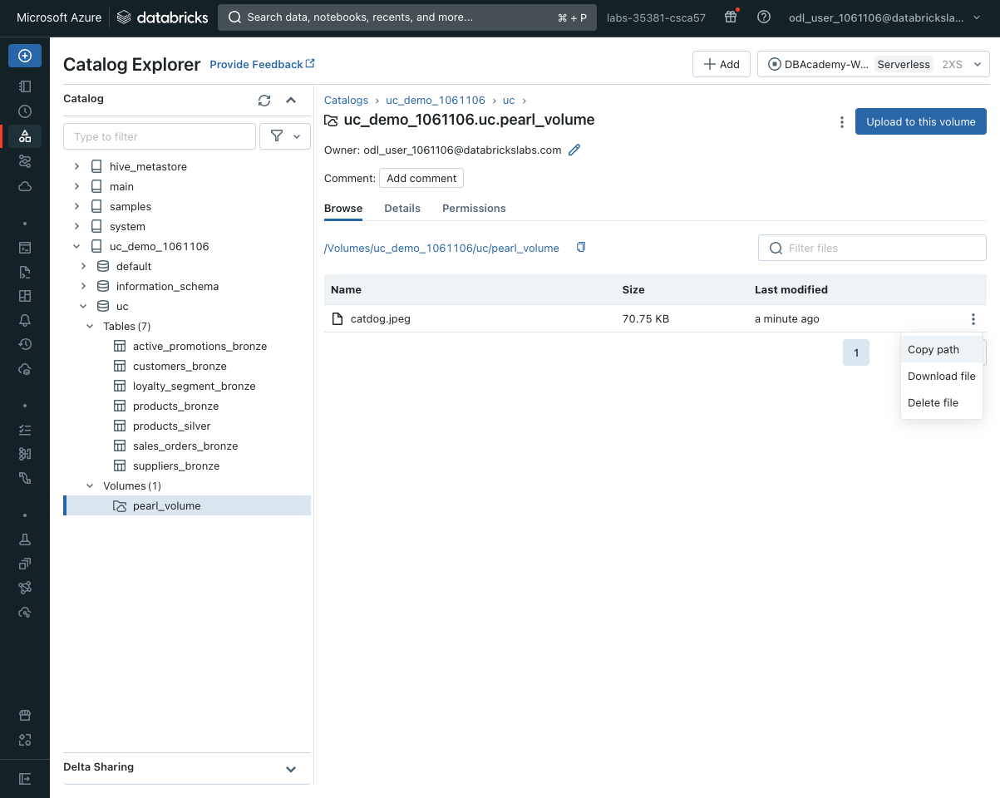 Microsoft Azure databricks Search data, notebooks, recents, and more... ⌘ + P labs-35381-csca57 odl_user_1061106@databricksla...
Catalog Explorer Provide Feedback + Add DBAcademy-W... Serverless 2XS
Catalog
Type to filter
hive_metastore
main
samples
system
uc_demo_1061106
default
information_schema
uc
Tables (7)
active_promotions_bronze
customers_bronze
loyalty_segment_bronze
products_bronze
products_silver
sales_orders_bronze
suppliers_bronze
Volumes (1)
pearl_volume
Delta Sharing
Catalogs › uc_demo_1061106 › uc ›
uc_demo_1061106.uc.pearl_volume Upload to this volume
Owner: odl_user_1061106@databrickslabs.com
Comment: Add comment
Browse Details Permissions
/Volumes/uc_demo_1061106/uc/pearl_volume Filter files
Name Size Last modified
catdog.jpeg 70.75 KB a minute ago
1
Copy path
Download file
Delete file